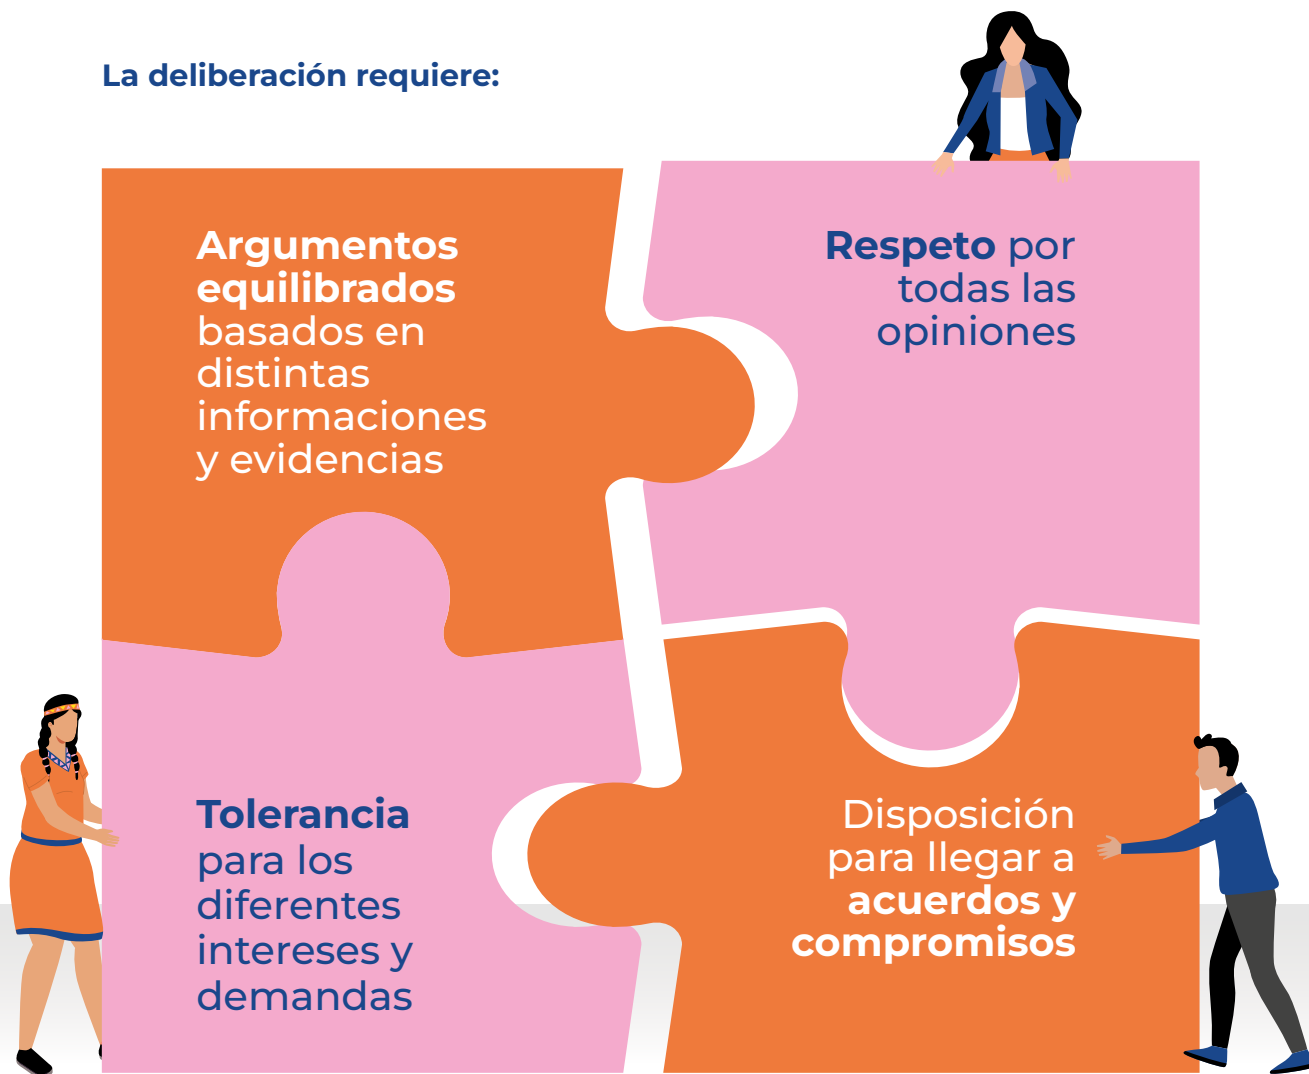 La deliberación requiere:
Argumentos
equilibrados
basados en
distintas
informaciones
y evidencias
Respeto por
todas las
opiniones
Tolerancia
para los
diferentes
intereses y
demandas
Disposición
para llegar a
acuerdos y
compromisos